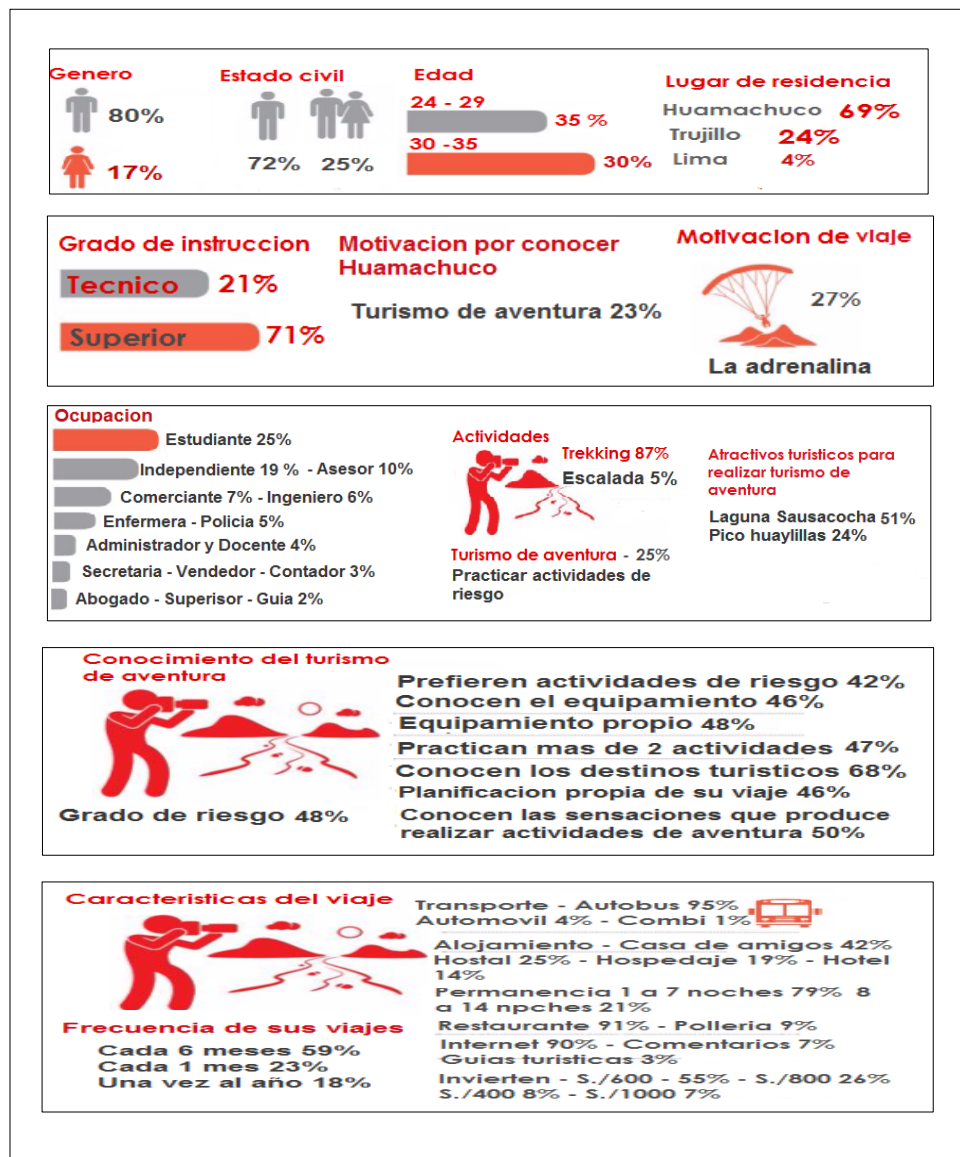 Genero
80%
17%
Estado civil
72% 25%
Edad
24 - 29
35 %
30 -35
30%
Lugar de residencia
Huamachuco 69%
Trujillo 24%
Lima 4%
Grado de instruccion
Tecnico 21%
Superior 71%
Motivacion por conocer
Huamachuco
Turismo de aventura 23%
Motivacion de viaje
27%
La adrenalina
Ocupacion
Estudiante 25%
Independiente 19 % - Asesor 10%
Comerciante 7% - Ingeniero 6%
Enfermera - Policia 5%
Administrador y Docente 4%
Secretaria - Vendedor - Contador 3%
Abogado - Superisor - Guia 2%
Actividades
Trekking 87%
Escalada 5%
Turismo de aventura - 25%
Practicar actividades de
riesgo
Atractivos turisticos para
realizar turismo de
aventura
Laguna Sausacocha 51%
Pico huaylillas 24%
Conocimiento del turismo
de aventura
Grado de riesgo 48%
Prefieren actividades de riesgo 42%
Conocen el equipamiento 46%
Equipamiento propio 48%
Practican mas de 2 actividades 47%
Conocen los destinos turisticos 68%
Planificacion propia de su viaje 46%
Conocen las sensaciones que produce
realizar actividades de aventura 50%
Caracteristicas del viaje
Frecuencia de sus viajes
Cada 6 meses 59%
Cada 1 mes 23%
Una vez al año 18%
Transporte - Autobus 95%
Automovil 4% - Combi 1%
Alojamiento - Casa de amigos 42%
Hostal 25% - Hospedaje 19% - Hotel
14%
Permanencia 1 a 7 noches 79% 8
a 14 npches 21%
Restaurante 91% - Polleria 9%
Internet 90% - Comentarios 7%
Guias turisticas 3%
Invierten - S./600 - 55% - S./800 26%
S./400 8% - S./1000 7%